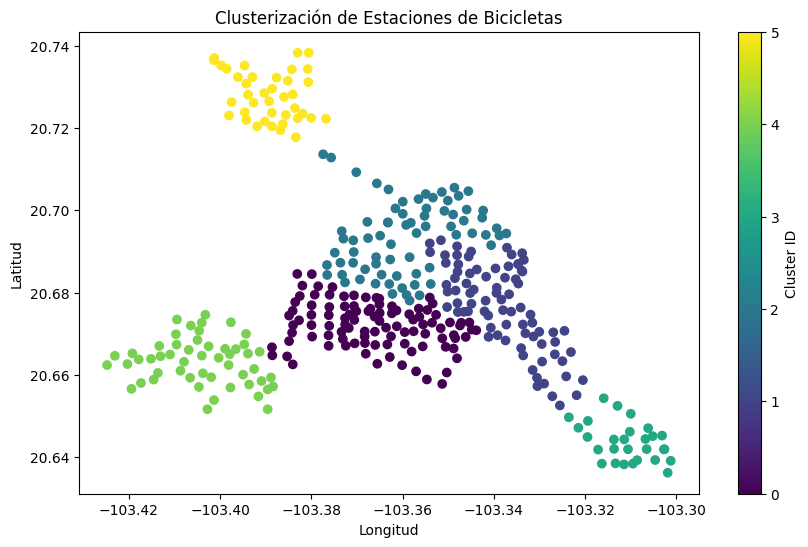 Clusterización de Estaciones de Bicicletas
Latitud
20.74
20.72
20.70
20.68
20.66
20.64
−103.42 −103.40 −103.38 −103.36 −103.34 −103.32 −103.30
Longitud
5
4
3
2
1
0
Cluster ID